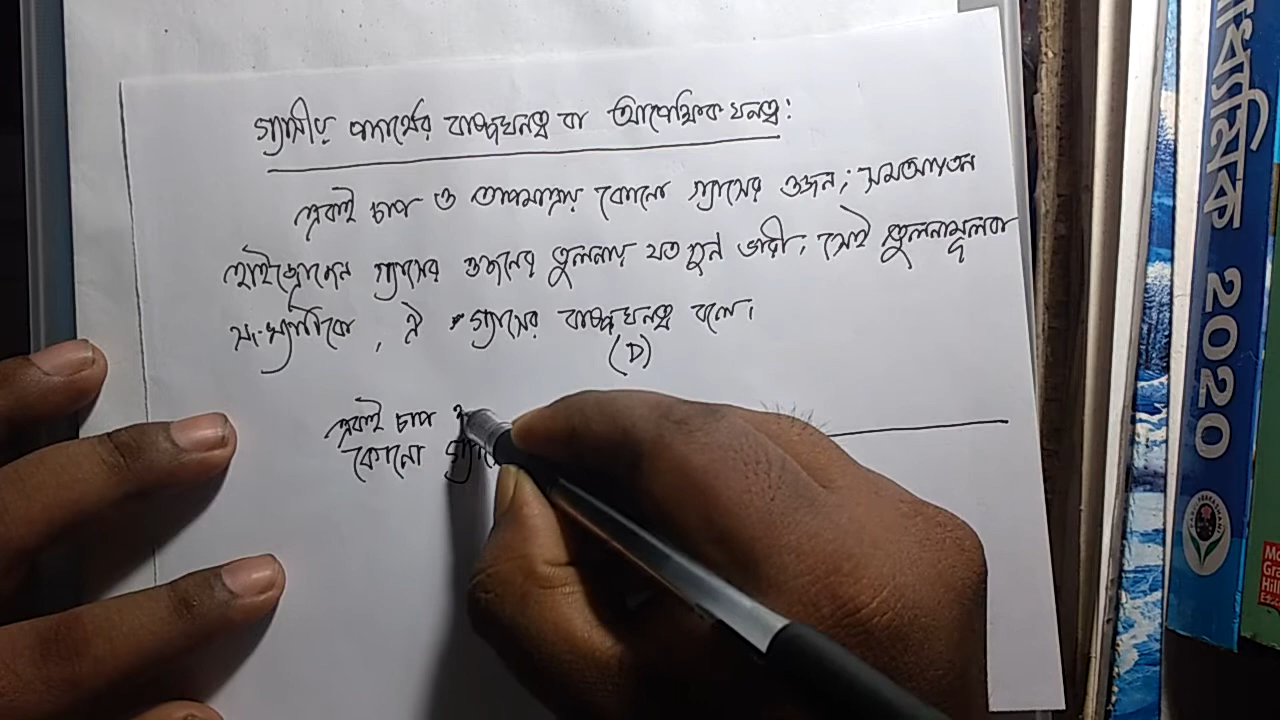 গ্যাসীয় পদার্থের বাষ্পঘনত্ব বা আপেক্ষিক ঘনত্ব:
একই চাপ ও তাপমাত্রায় কোনো গ্যাসের ওজন, সমআয়তন
হাইড্রোজেন গ্যাসের ওজনের তুলনায় যত গুন ভারী, সেই তুলনামূলক
সংখ্যাটিকে, ঐ গ্যাসের বাষ্পঘনত্ব বলে।
(D)
একই চাপ
কোনো
2020